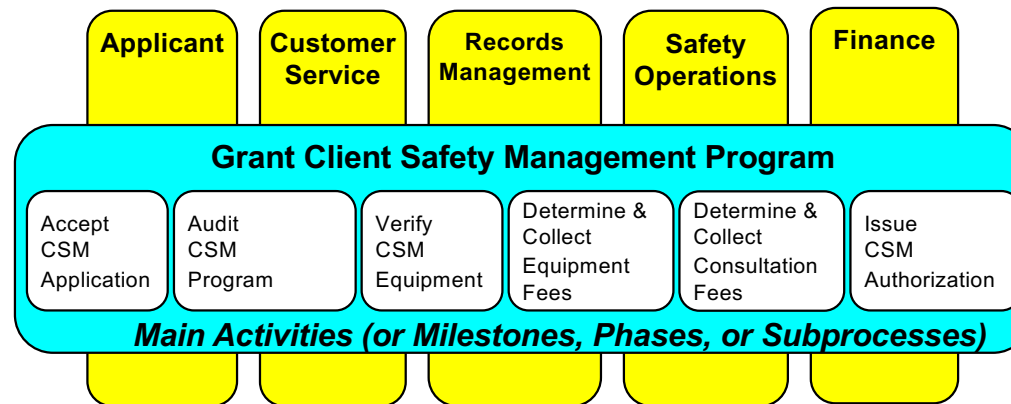 Applicant
Customer
Service
Records
Management
Safety
Operations
Finance
Grant Client Safety Management Program
Accept
CSM
Application
Audit
CSM
Program
Verify
CSM
Equipment
Determine &
Collect
Equipment
Fees
Determine &
Collect
Consultation
Fees
Issue
CSM
Authorization
Main Activities (or Milestones, Phases, or Subprocesses)